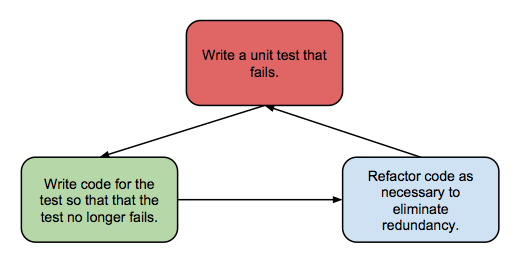 Write a unit test that
fails.
Write code for the
test so that that the
test no longer fails.
Refactor code as
necessary to
eliminate
redundancy.